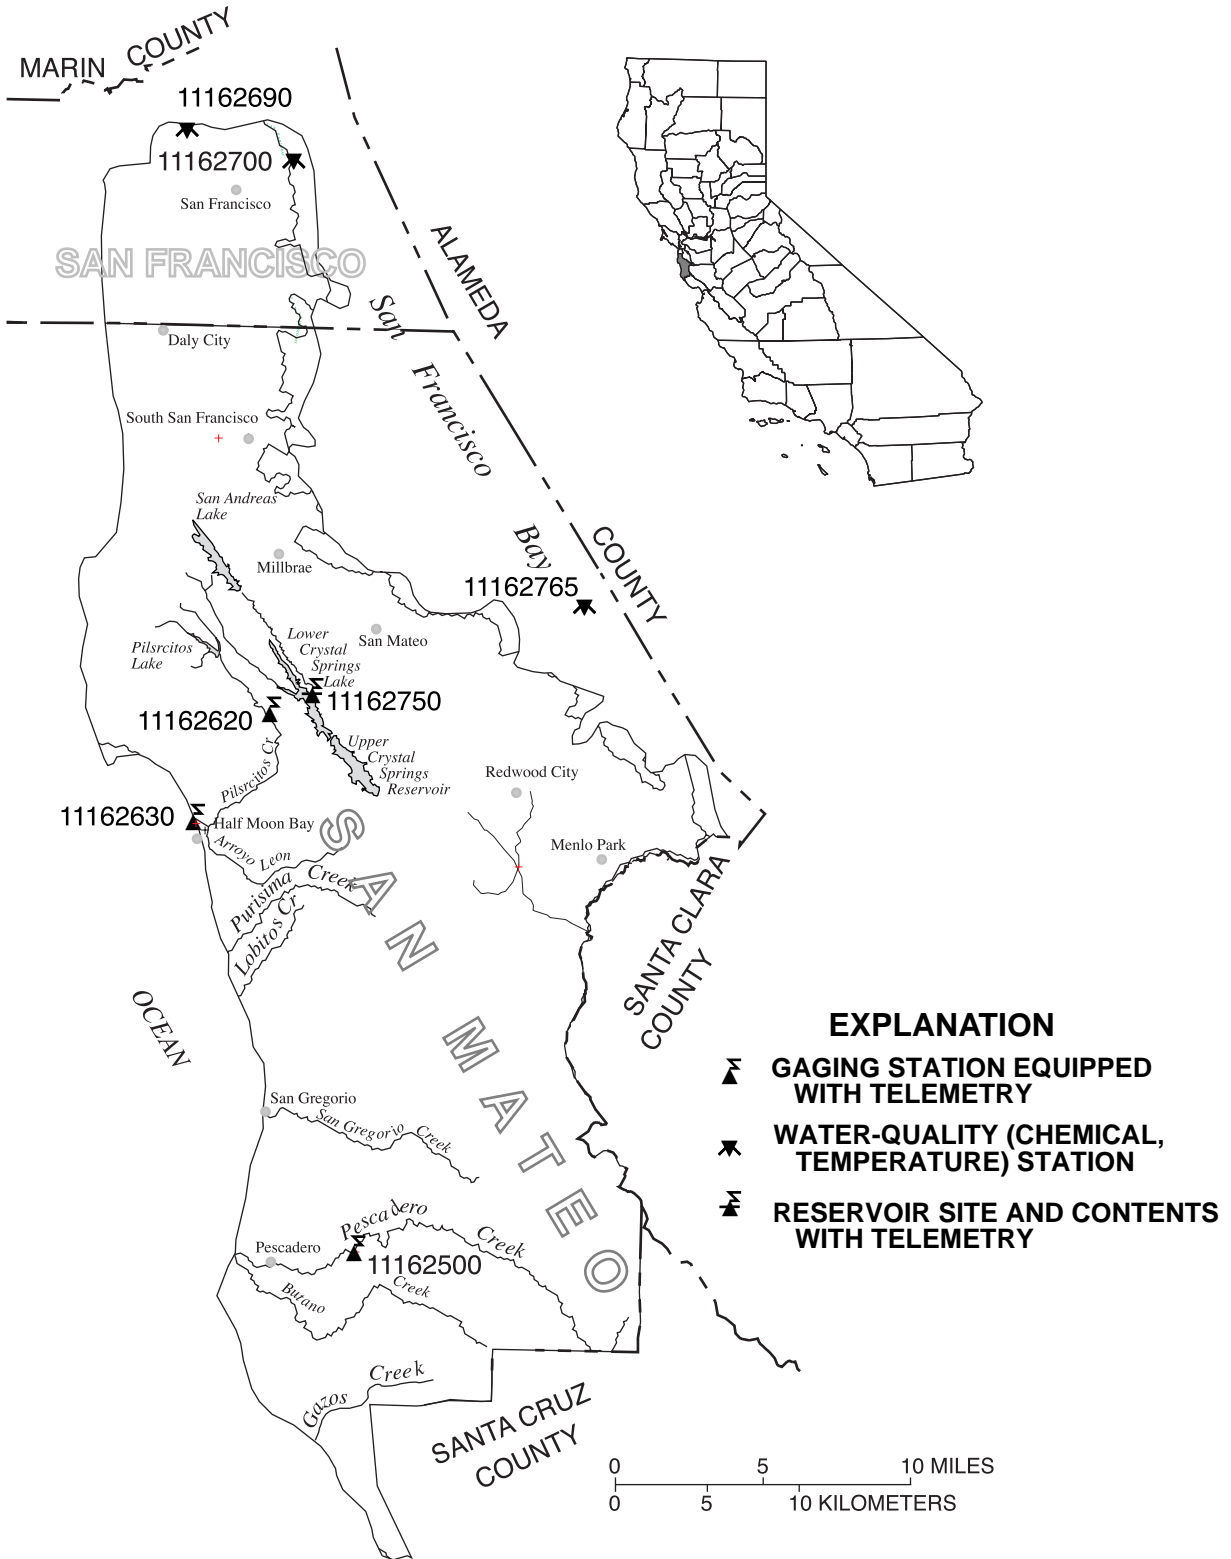 MARIN COUNTY
11162690
11162700
San Francisco
SAN FRANCISCO
ALAMEDA
COUNTY
San
Francisco
Bay
Daly City
South San Francisco
San Andreas
Lake
Millbrae
11162765
San Mateo
Lower
Crystal
Springs
Lake
Pilsrcitos
Lake
11162750
11162620
Upper
Crystal
Springs
Reservoir
Pilsrcitos Cr
Redwood City
11162630
Half Moon Bay
Menlo Park
Arroyo Leon
Purisima Creek
Lobitos Cr
SAN MATEO
SANTA CLARA
COUNTY
OCEAN
San Gregorio
San Gregorio Creek
Pescadero Creek
Pescadero
11162500
Butano Creek
Gazos Creek
SANTA CRUZ
COUNTY
EXPLANATION
GAGING STATION EQUIPPED
WITH TELEMETRY
WATER-QUALITY (CHEMICAL,
TEMPERATURE) STATION
RESERVOIR SITE AND CONTENTS
WITH TELEMETRY
0 5 10 MILES
0 5 10 KILOMETERS